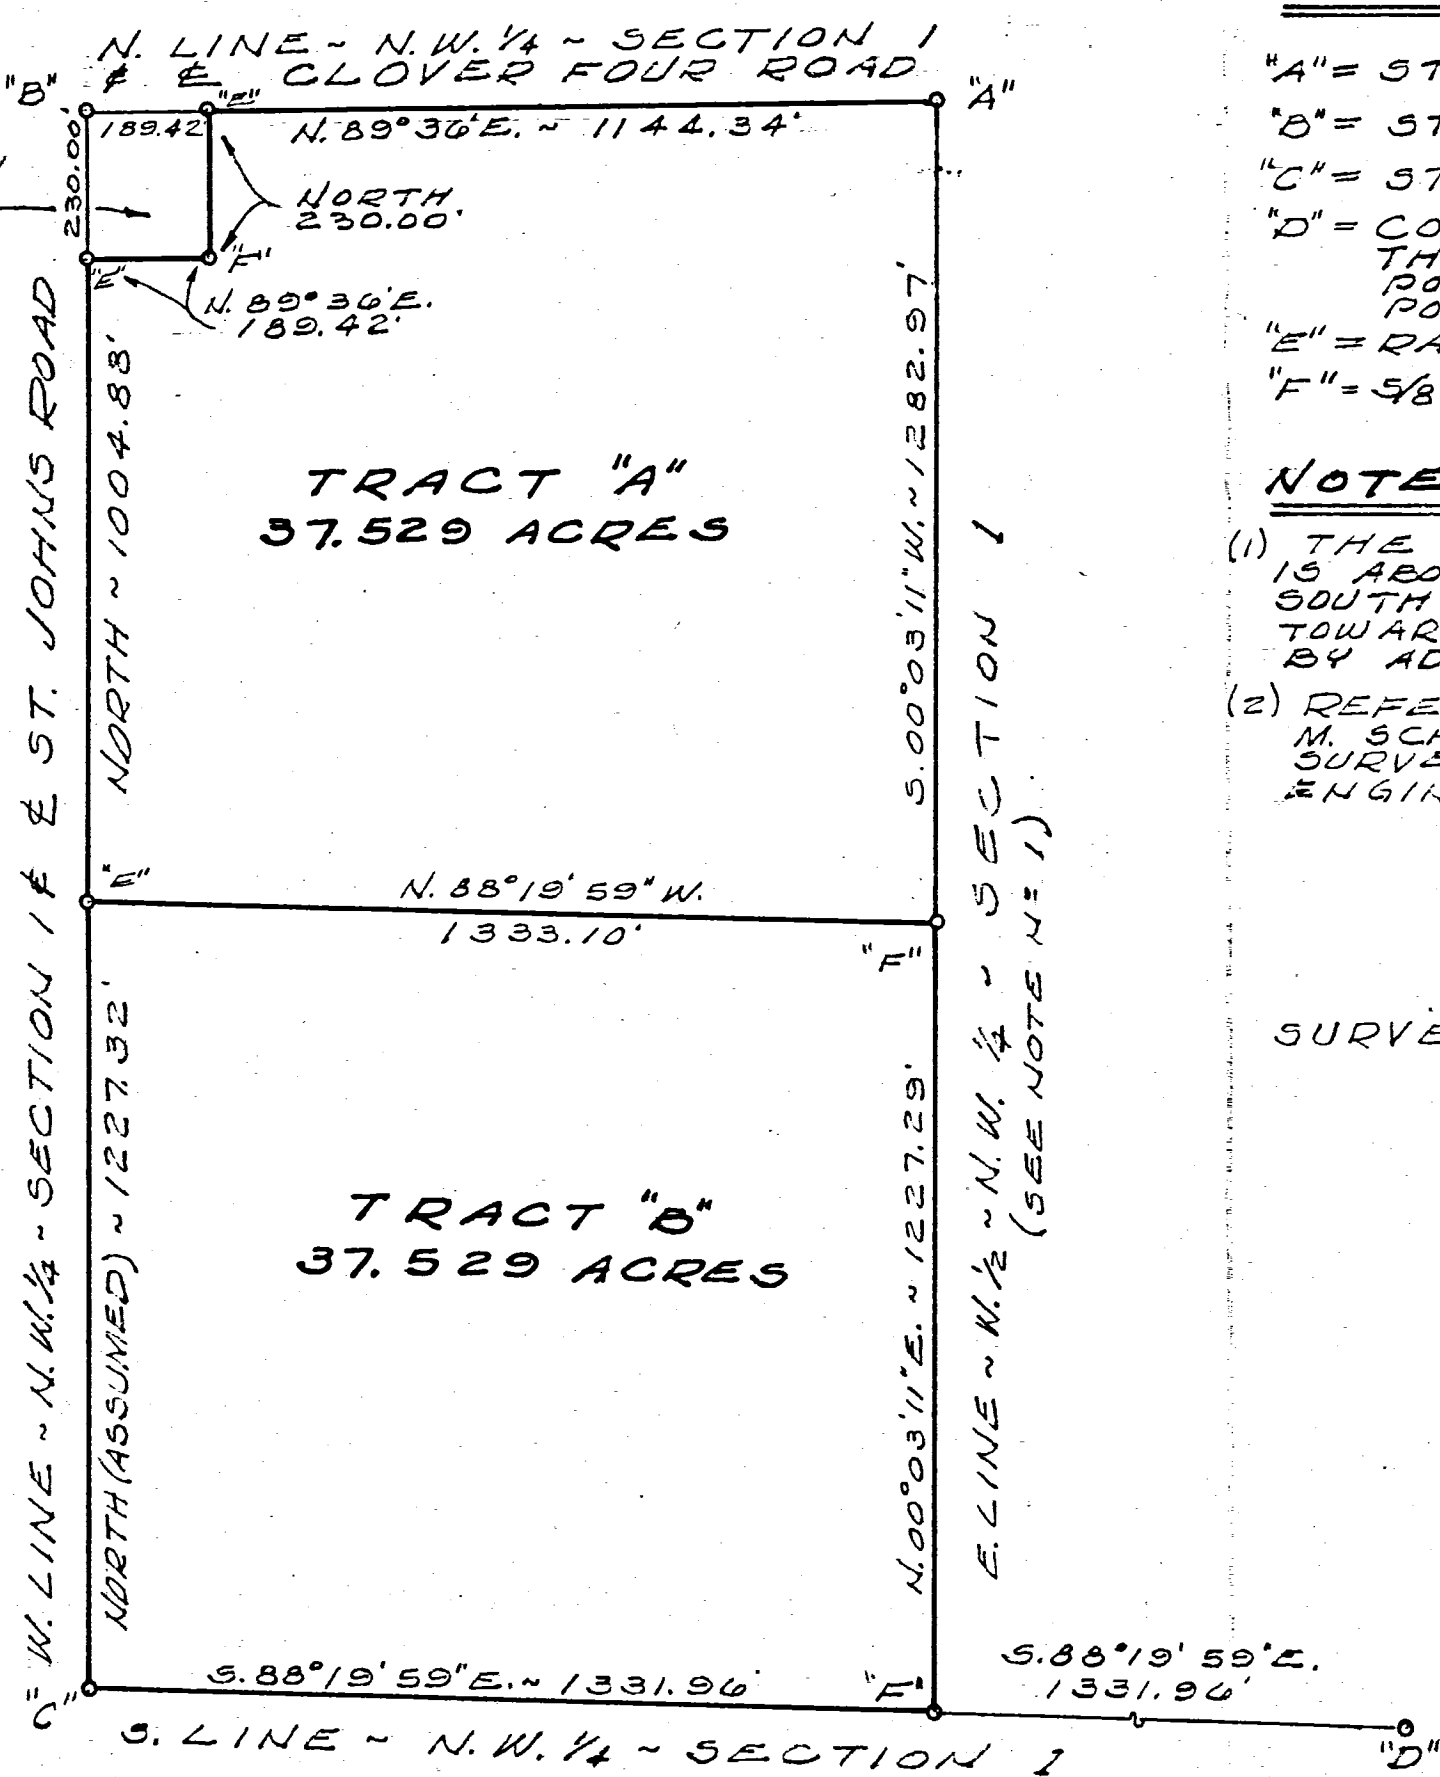 N. LINE ~ N.W. ¼ ~ SECTION 1
& ℄ CLOVER FOUR ROAD
"B"
"E"
"A"
189.42'
N. 89°36'E. ~ 1144.34'
230.00'
NORTH
230.00'
"E"
"F"
N. 89°36'E.
189.42'
NORTH ~ 1004.88'
TRACT "A"
37.529 ACRES
S.00°03'11"W. ~ 1282.97'
"E"
N. 88°19'59"W.
1333.10'
"F"
W. LINE ~ N.W. ¼ ~ SECTION 1 & ℄ ST. JOHNS ROAD
NORTH (ASSUMED) ~ 1227.32'
TRACT "B"
37.529 ACRES
N.00°03'11"E. ~ 1227.29'
E. LINE ~ W. ½ ~ N.W. ¼ ~ SECTION 1
(SEE NOTE N= 1)
"C"
S.88°19'59"E. ~ 1331.96'
"F"
S.88°19'59"E.
1331.96'
"D"
S. LINE ~ N.W. ¼ ~ SECTION 1
"A" = ST
"B" = ST
"C" = ST
"D" = CO
TH
PO
PO
"E" = RA
"F" = 5/8
NOTE
(1) THE
IS ABO
SOUTH
TOWAR
BY AD
(2) REFE
M. SCH
SURVE
ENGIN
SURVE